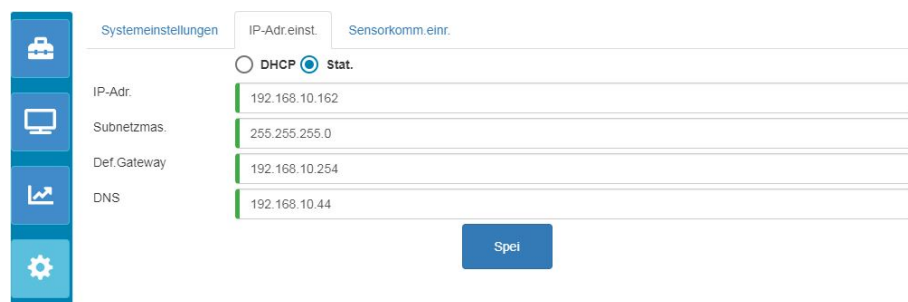 Systemeinstellungen IP-Adr.einst. Sensorkomm.einr.
DHCP Stat.
IP-Adr. 192.168.10.162
Subnetzmas. 255.255.255.0
Def.Gateway 192.168.10.254
DNS 192.168.10.44
Spei